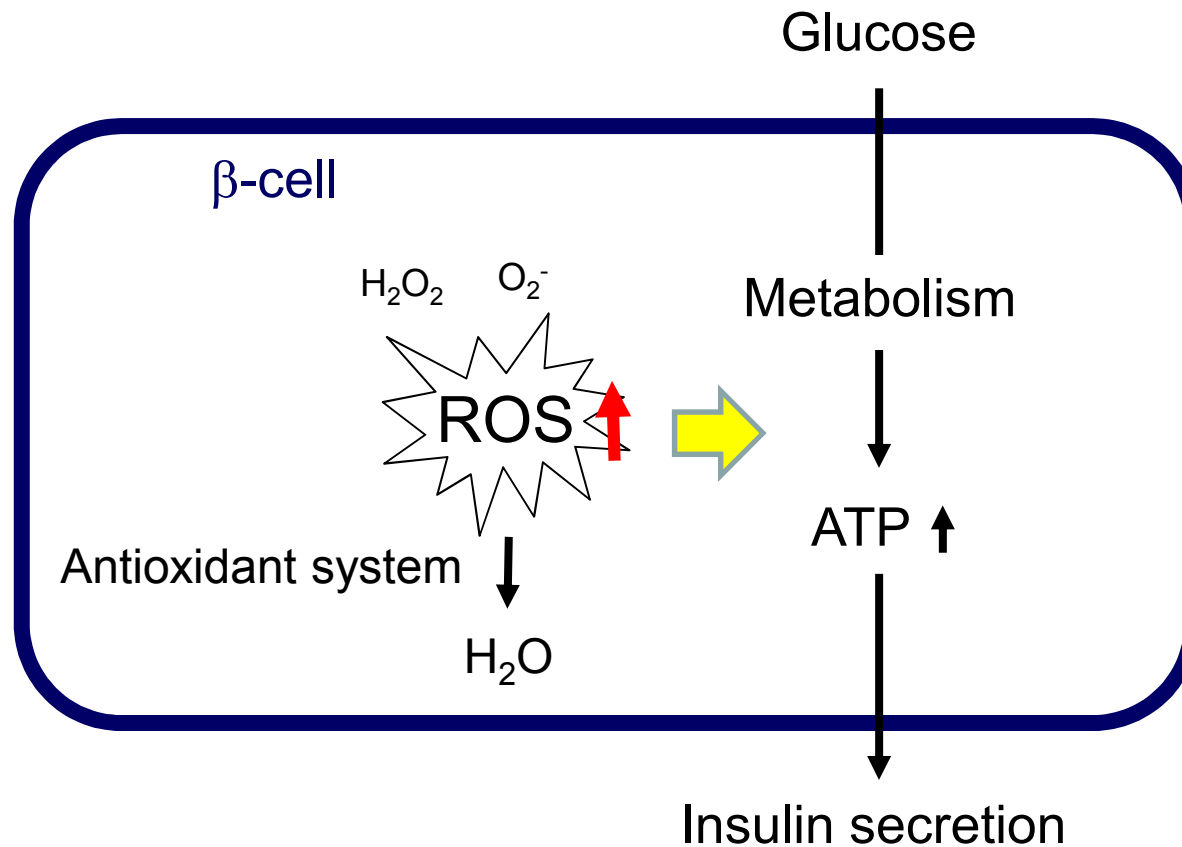 Glucose
β-cell
H₂O₂
O₂⁻
Metabolism
ROS
ATP
Antioxidant system
H₂O
Insulin secretion